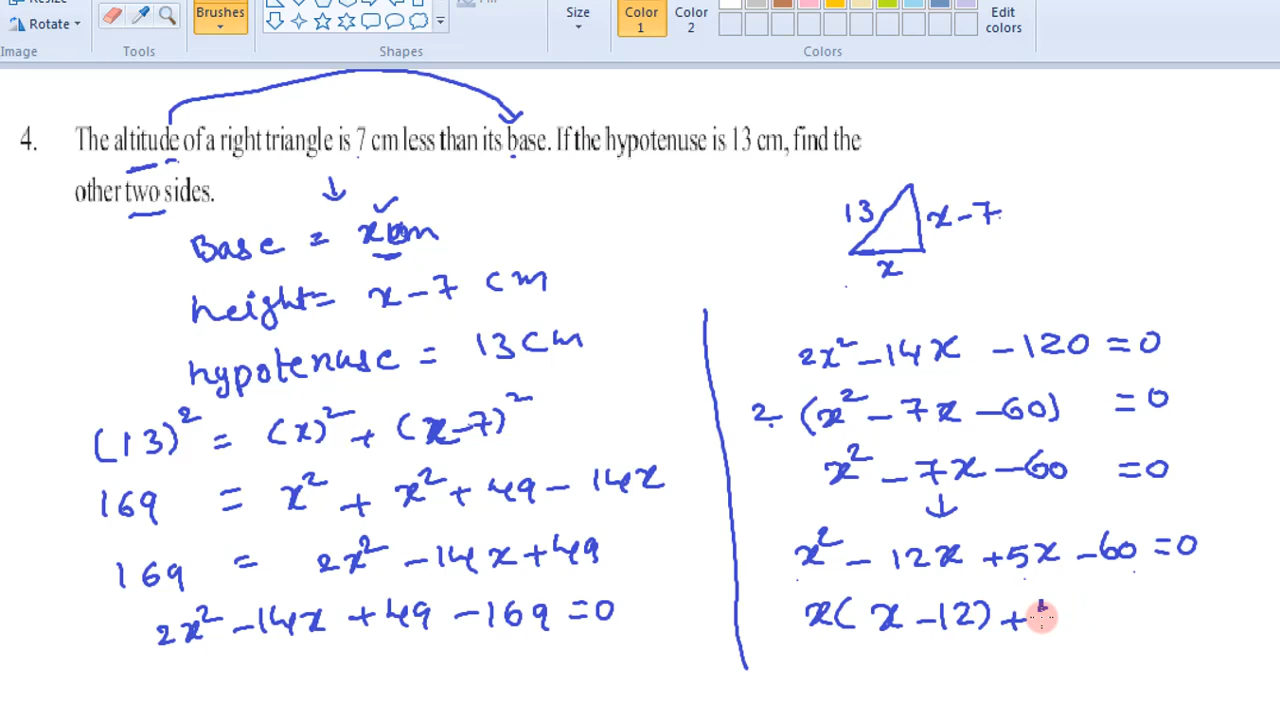 Resize
Rotate
Image
Tools
Brushes
Shapes
Fill
Size
Color 1
Color 2
Colors
Edit colors
4. The altitude of a right triangle is 7 cm less than its base. If the hypotenuse is 13 cm, find the
other two sides.
Base = x cm
height = x - 7 cm
hypotenuse = 13 cm
(13)² = (x)² + (x-7)²
169 = x² + x² + 49 - 14x
169 = 2x² - 14x + 49
2x² - 14x + 49 - 169 = 0
13
x - 7
x
2x² - 14x - 120 = 0
2. (x² - 7x - 60) = 0
x² - 7x - 60 = 0
x² - 12x + 5x - 60 = 0
x( x - 12) +